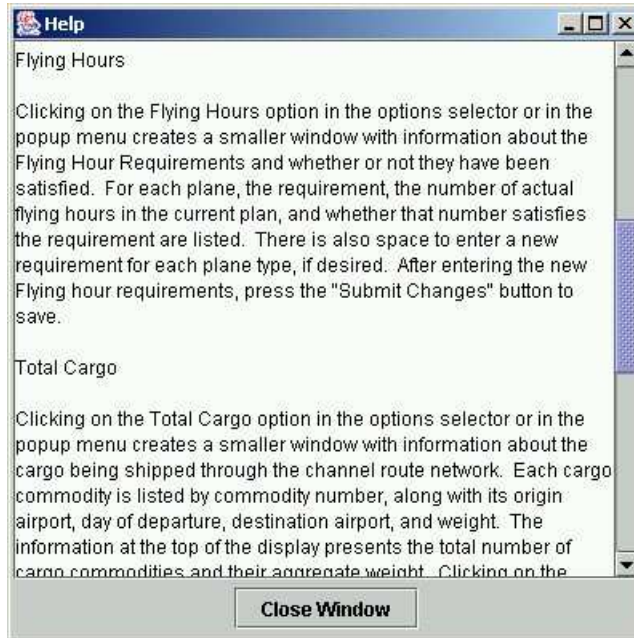 Help
Flying Hours
Clicking on the Flying Hours option in the options selector or in the
popup menu creates a smaller window with information about the
Flying Hour Requirements and whether or not they have been
satisfied.  For each plane, the requirement, the number of actual
flying hours in the current plan, and whether that number satisfies
the requirement are listed.  There is also space to enter a new
requirement for each plane type, if desired.  After entering the new
Flying hour requirements, press the "Submit Changes" button to
save.
Total Cargo
Clicking on the Total Cargo option in the options selector or in the
popup menu creates a smaller window with information about the
cargo being shipped through the channel route network.  Each cargo
commodity is listed by commodity number, along with its origin
airport, day of departure, destination airport, and weight.  The
information at the top of the display presents the total number of
cargo commodities and their aggregate weight.  Clicking on the
Close Window